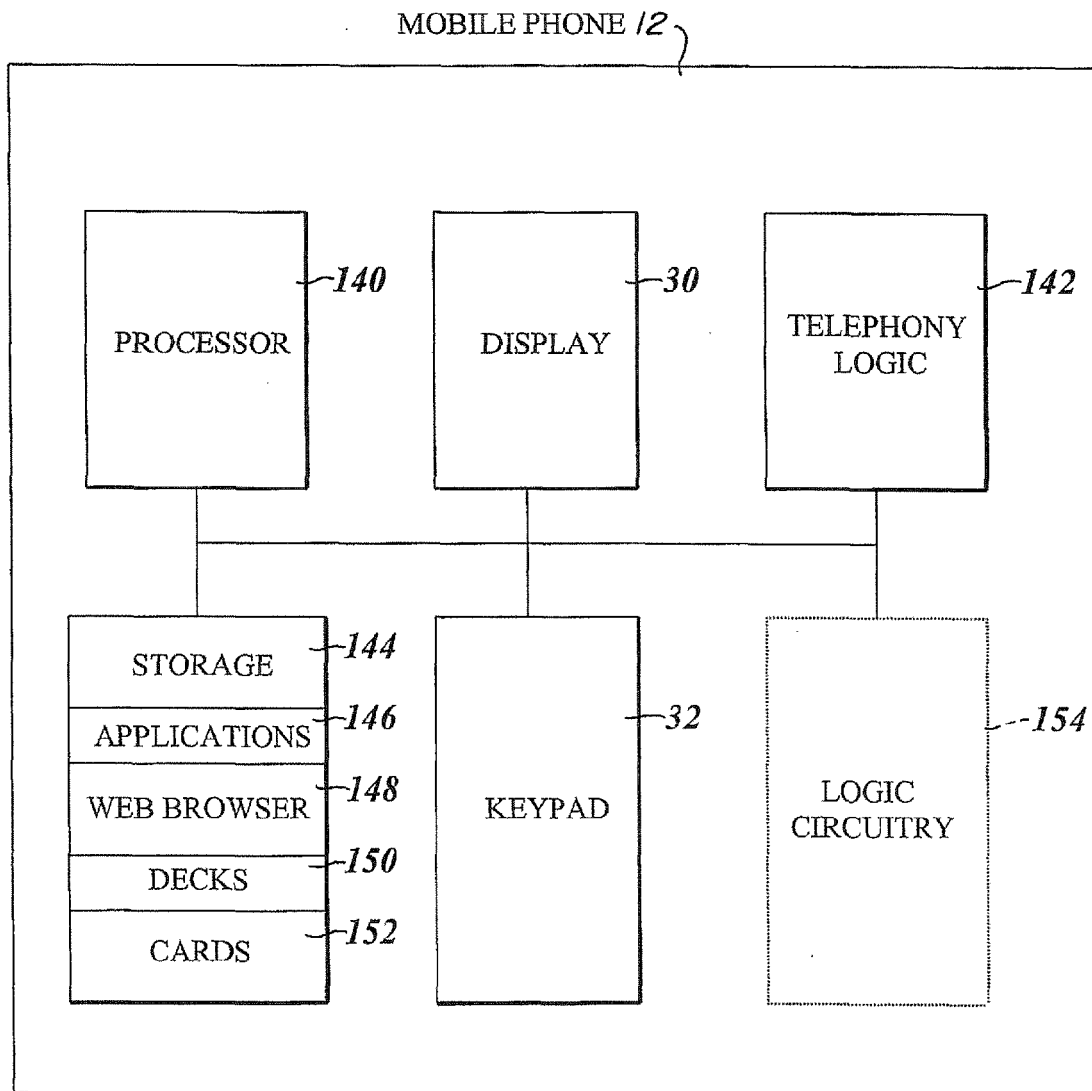 MOBILE PHONE 12
140
PROCESSOR
30
DISPLAY
142
TELEPHONY
LOGIC
STORAGE
144
APPLICATIONS
146
WEB BROWSER
148
DECKS
150
CARDS
152
32
KEYPAD
154
LOGIC
CIRCUITRY